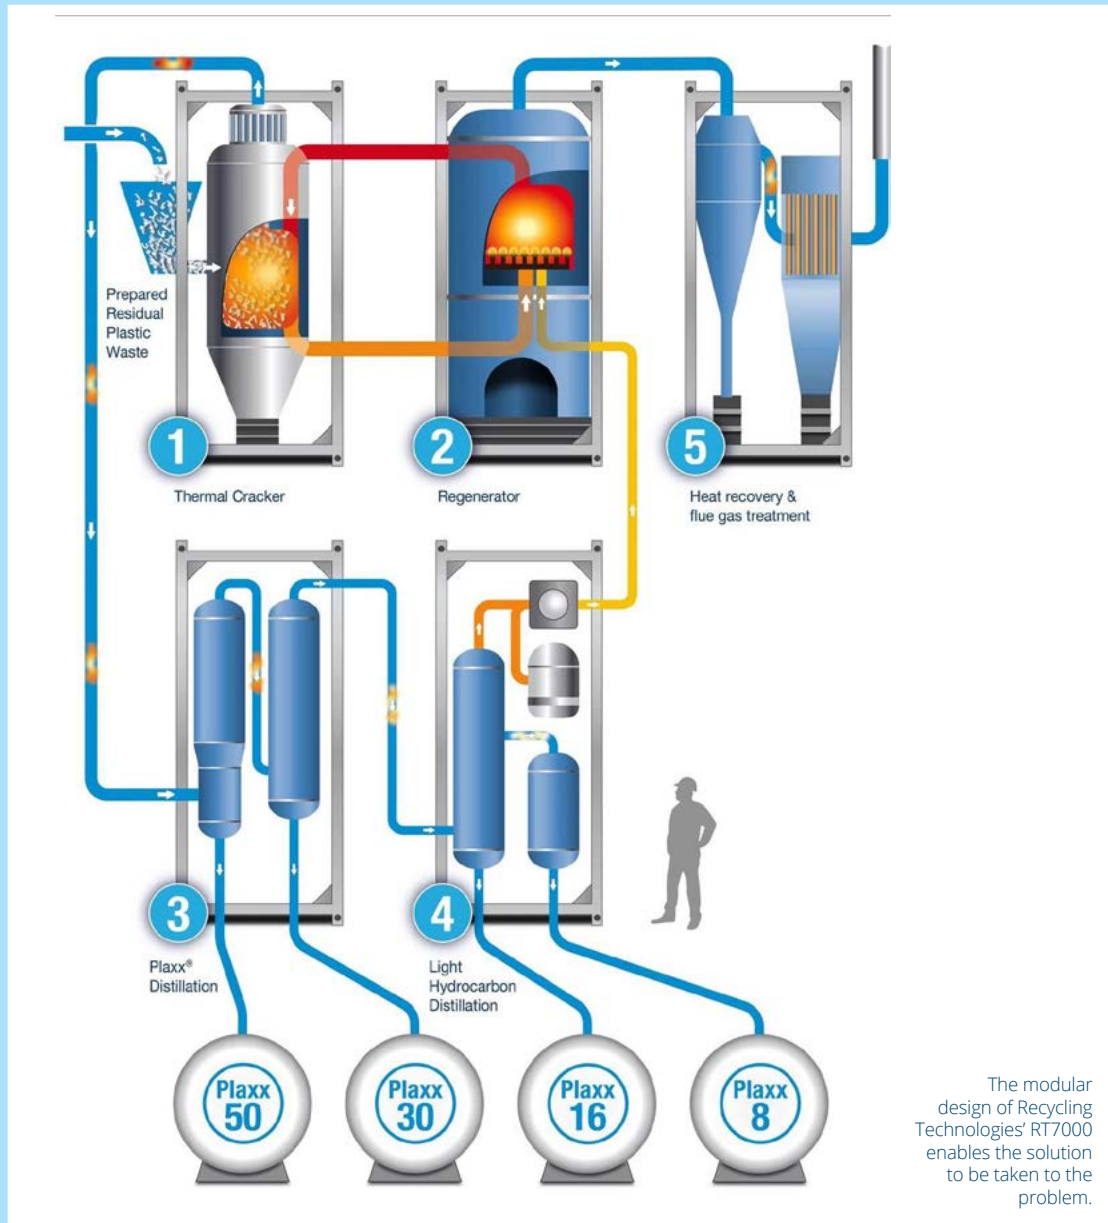 Prepared
Residual
Plastic
Waste
1
Thermal Cracker
2
Regenerator
5
Heat recovery &
flue gas treatment
3
Plaxx®
Distillation
4
Light
Hydrocarbon
Distillation
Plaxx
50
Plaxx
30
Plaxx
16
Plaxx
8
The modular
design of Recycling
Technologies’ RT7000
enables the solution
to be taken to the
problem.